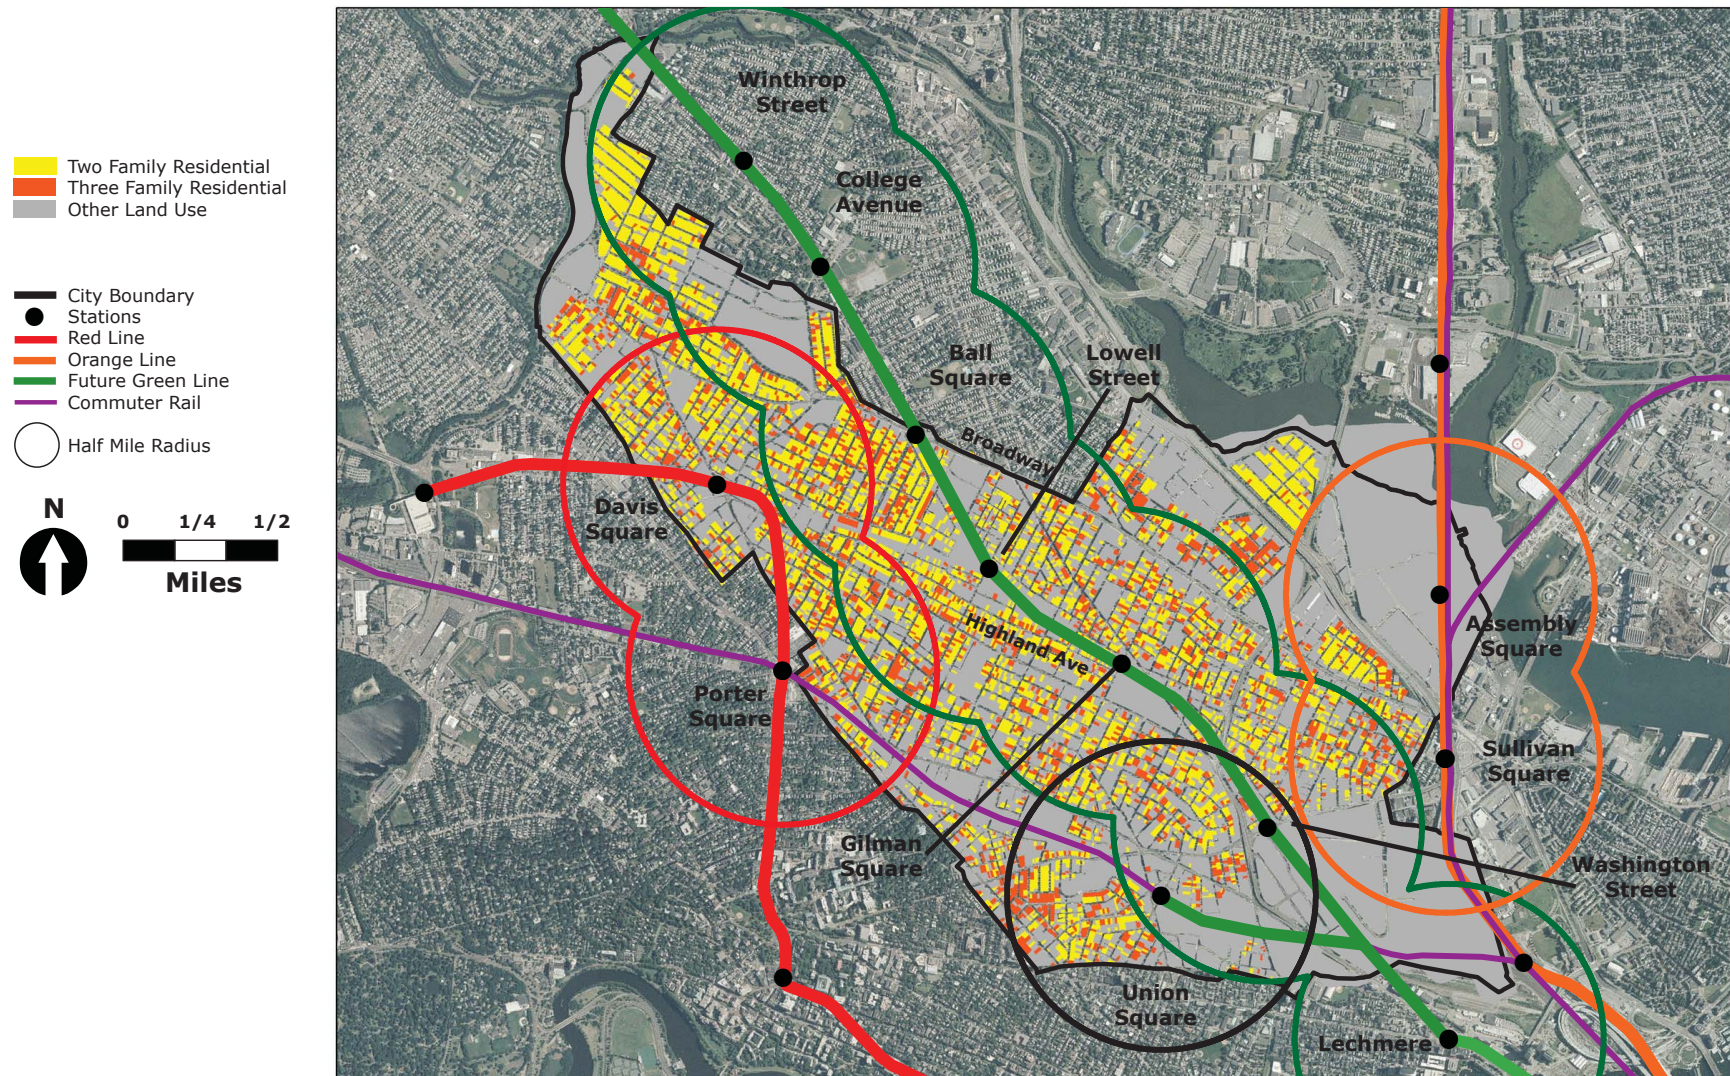 Two Family Residential
Three Family Residential
Other Land Use
City Boundary
Stations
Red Line
Orange Line
Future Green Line
Commuter Rail
Half Mile Radius
N
0 1/4 1/2
Miles
Winthrop
Street
College
Avenue
Ball
Square
Lowell
Street
Broadway
Davis
Square
Highland Ave
Assembly
Square
Porter
Square
Sullivan
Square
Gilman
Square
Washington
Street
Union
Square
Lechmere